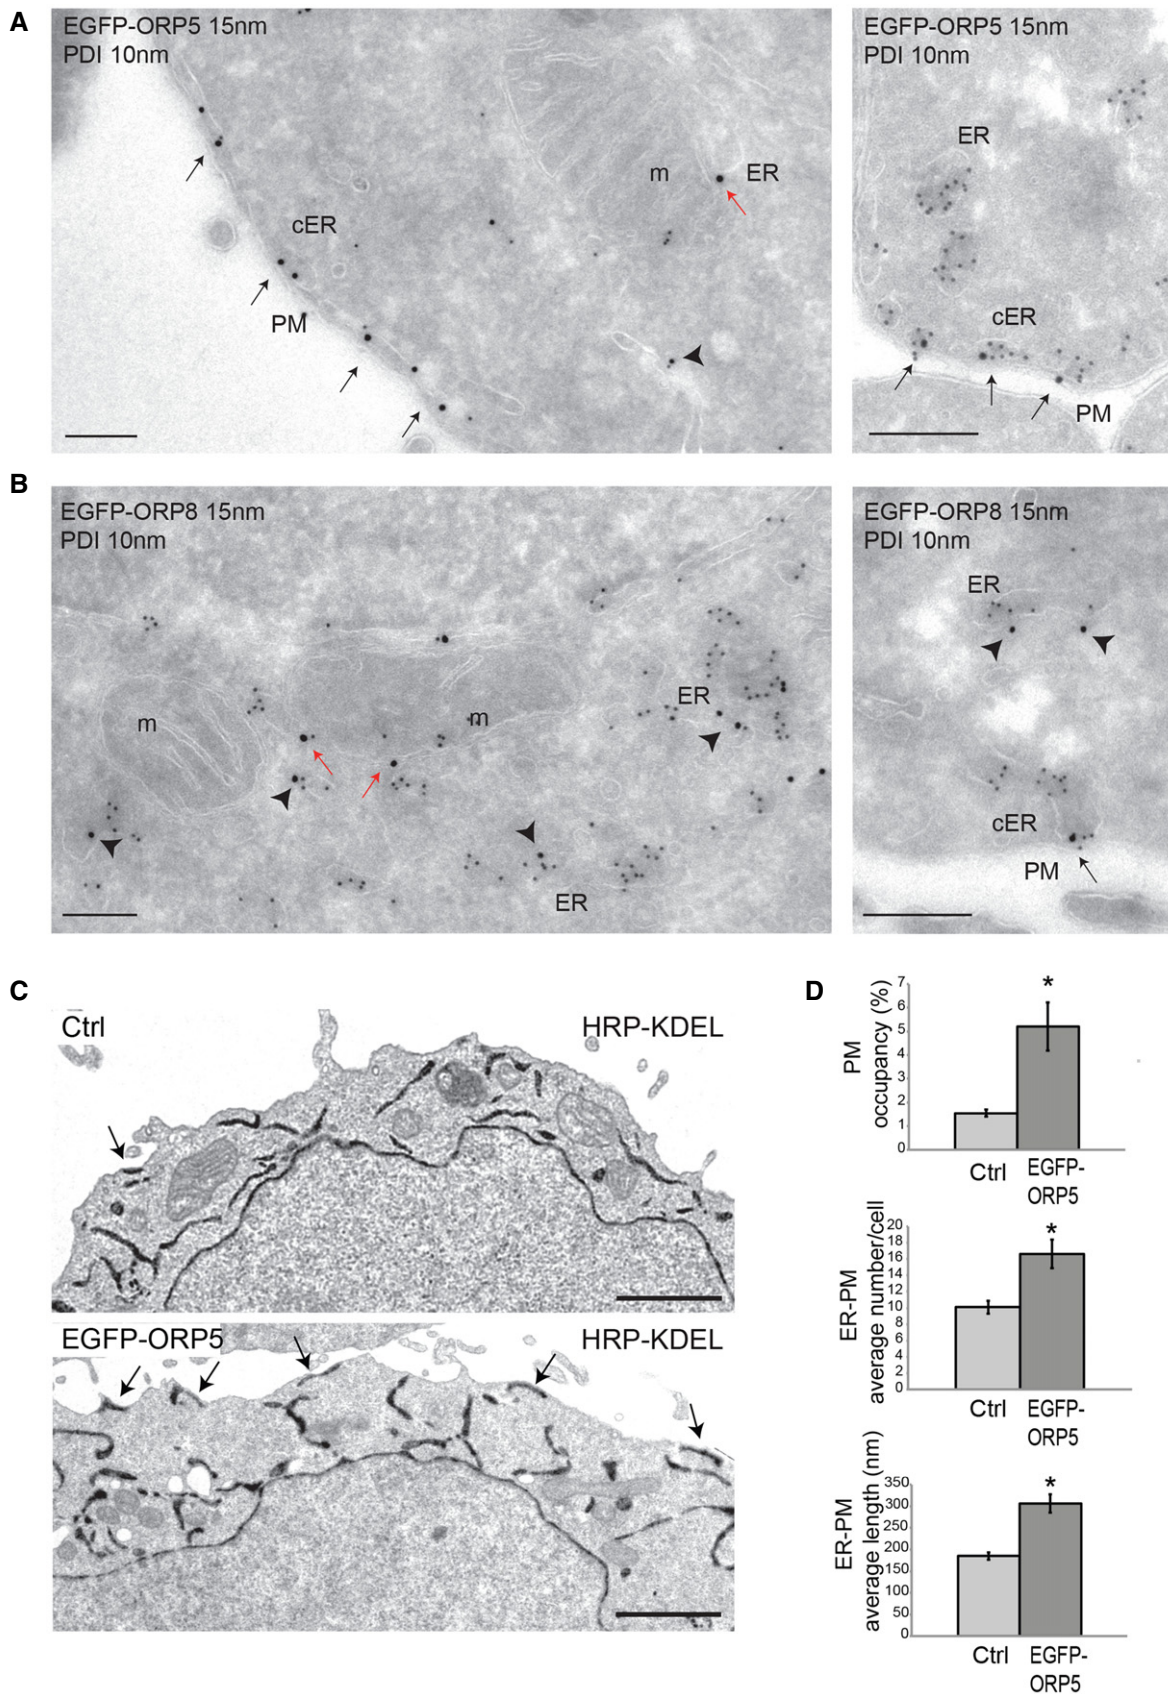 A
EGFP-ORP5 15nm
PDI 10nm
cER
PM
m
ER
EGFP-ORP5 15nm
PDI 10nm
ER
cER
PM
B
EGFP-ORP8 15nm
PDI 10nm
m
m
ER
ER
EGFP-ORP8 15nm
PDI 10nm
ER
cER
PM
C
Ctrl
HRP-KDEL
EGFP-ORP5
HRP-KDEL
D
PM
occupancy (%)
7
6
5
4
3
2
1
0
*
Ctrl
EGFP-
ORP5
ER-PM
average number/cell
20
18
16
14
12
10
8
6
4
2
0
*
Ctrl
EGFP-
ORP5
ER-PM
average length (nm)
350
300
250
200
150
100
50
0
*
Ctrl
EGFP-
ORP5